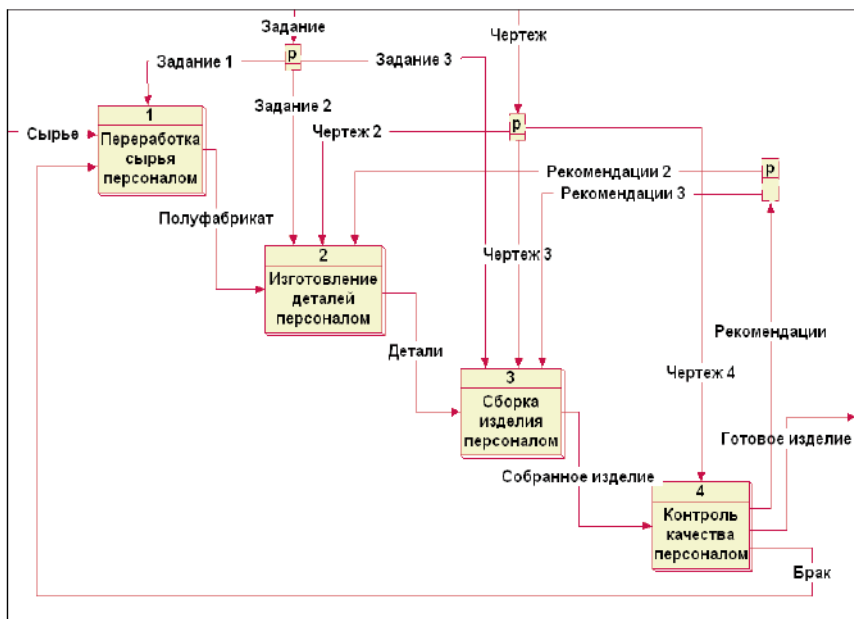 Задание
Чертеж
р
Задание 1
Задание 3
Задание 2
1
Сырье
Переработка
сырья
персоналом
Чертеж 2
р
Рекомендации 2
р
Рекомендации 3
Полуфабрикат
2
Чертеж 3
Изготовление
деталей
персоналом
Рекомендации
Детали
3
Чертеж 4
Сборка
изделия
персоналом
Готовое изделие
Собранное изделие
4
Контроль
качества
персоналом
Брак